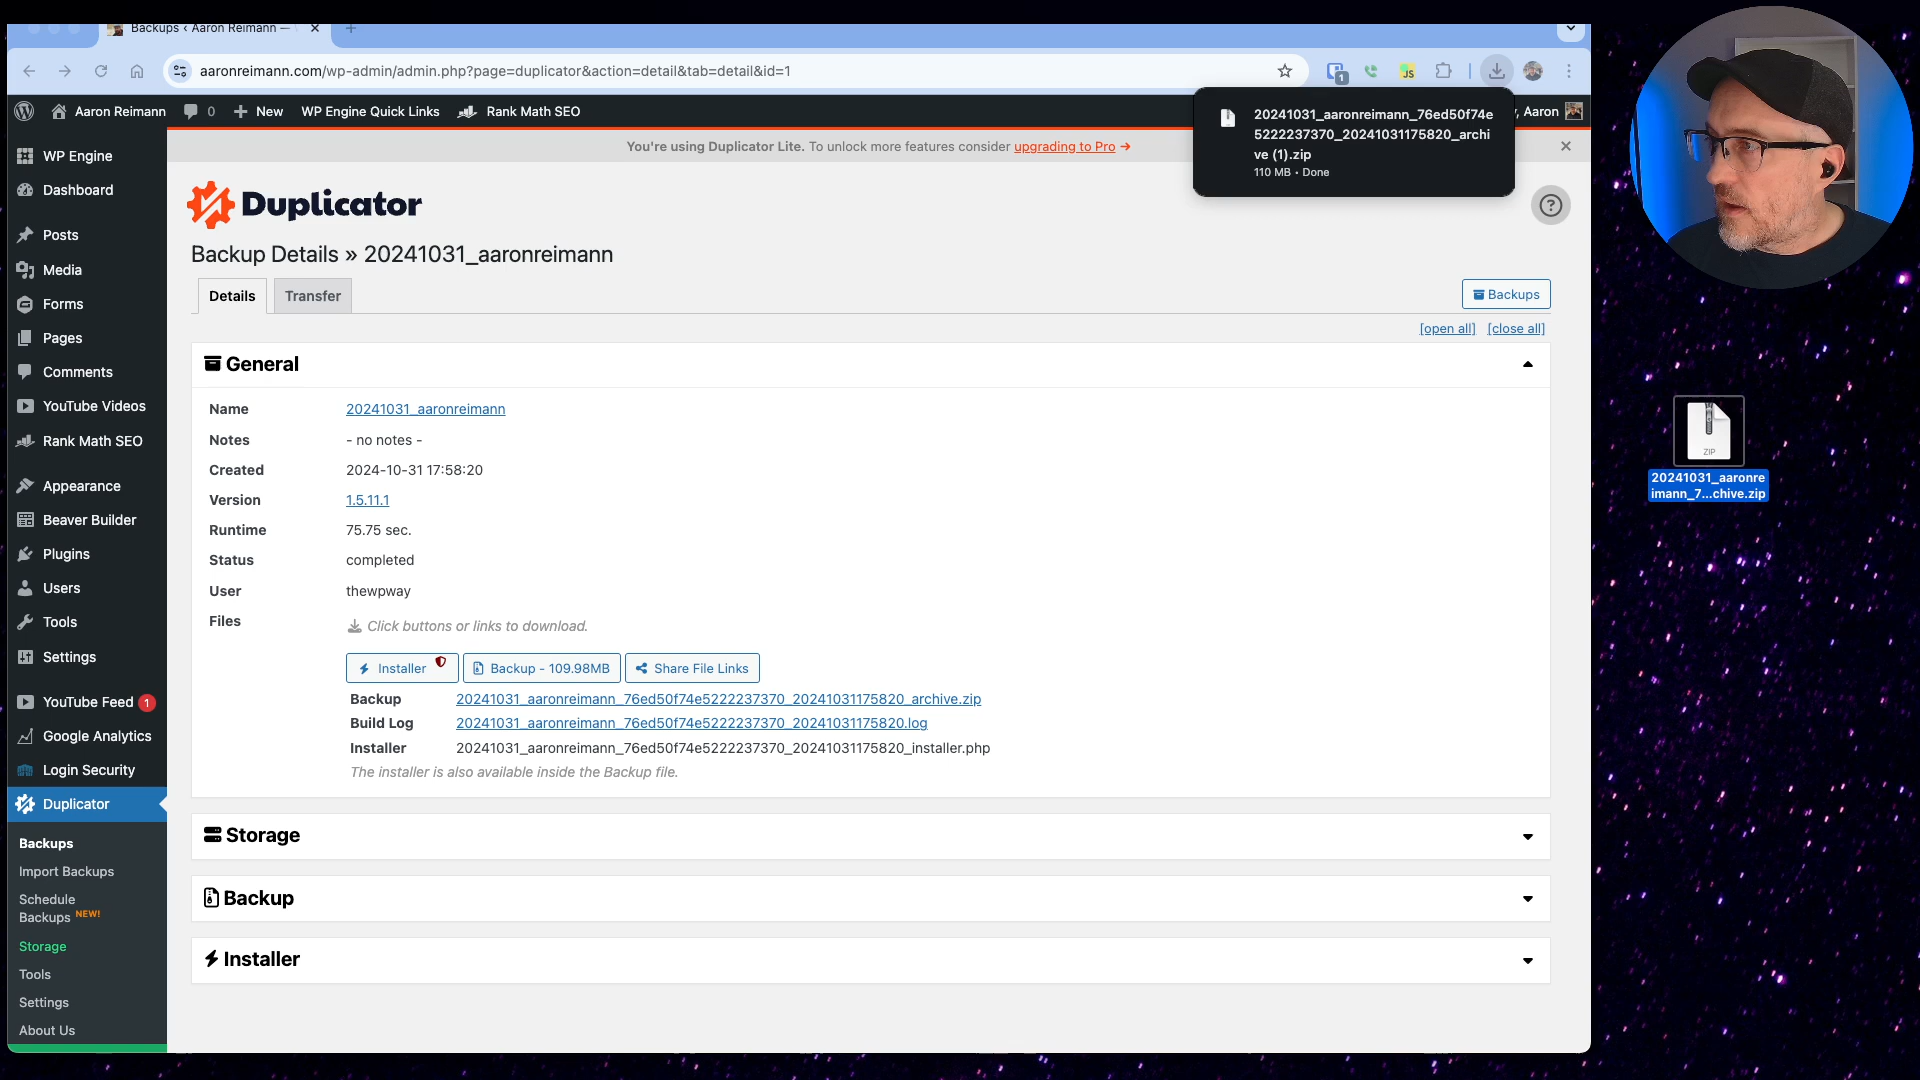 Backups ‹ Aaron Reimann —
aaronreimann.com/wp-admin/admin.php?page=duplicator&action=detail&tab=detail&id=1
1
JS
Aaron Reimann
0
New
WP Engine Quick Links
Rank Math SEO
, Aaron
20241031_aaronreimann_76ed50f74e
5222237370_20241031175820_archi
ve (1).zip
110 MB • Done
You're using Duplicator Lite. To unlock more features consider upgrading to Pro →
WP Engine
Dashboard
Posts
Media
Forms
Pages
Comments
YouTube Videos
Rank Math SEO
Appearance
Beaver Builder
Plugins
Users
Tools
Settings
YouTube Feed 1
Google Analytics
Login Security
Duplicator
Backups
Import Backups
Schedule
Backups NEW!
Storage
Tools
Settings
About Us
Duplicator
?
Backup Details » 20241031_aaronreimann
Details
Transfer
Backups
[open all] [close all]
General
Name 20241031_aaronreimann
Notes - no notes -
Created 2024-10-31 17:58:20
Version 1.5.11.1
Runtime 75.75 sec.
Status completed
User thewpway
Files Click buttons or links to download.
Installer
Backup - 109.98MB
Share File Links
Backup 20241031_aaronreimann_76ed50f74e5222237370_20241031175820_archive.zip
Build Log 20241031_aaronreimann_76ed50f74e5222237370_20241031175820.log
Installer 20241031_aaronreimann_76ed50f74e5222237370_20241031175820_installer.php
The installer is also available inside the Backup file.
Storage
Backup
Installer
ZIP
20241031_aaronre
imann_7...chive.zip